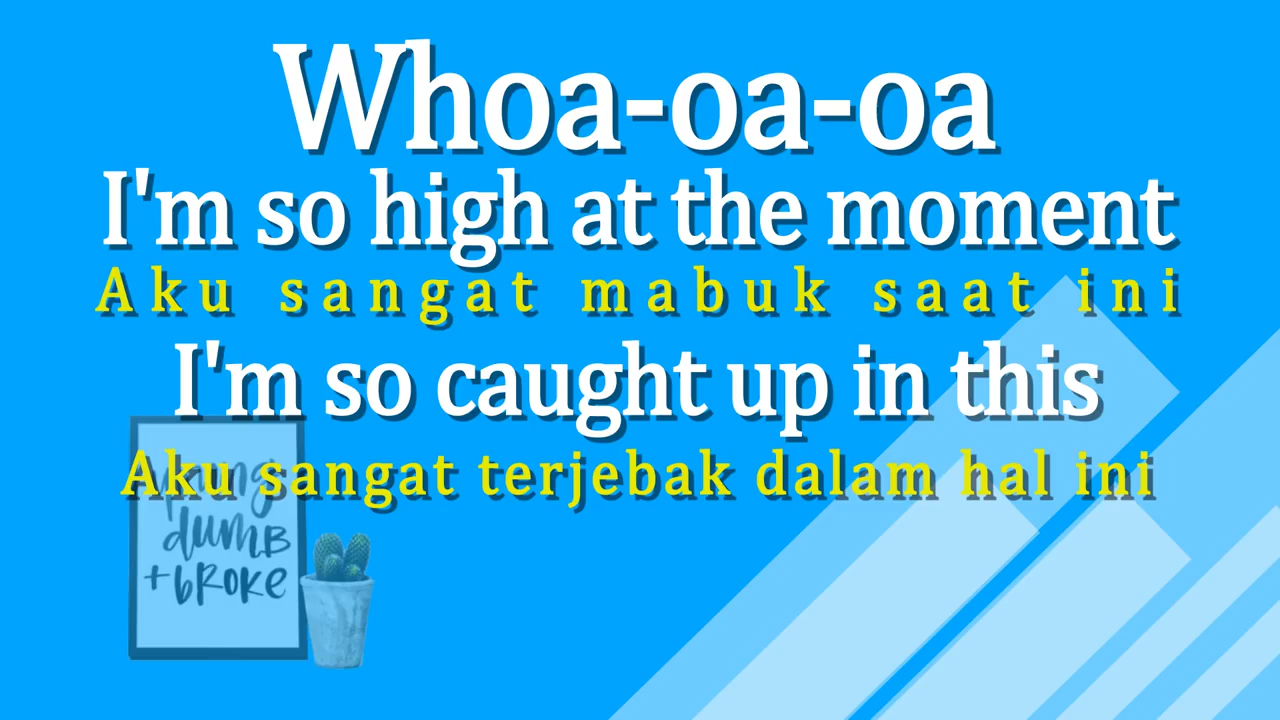 Whoa-oa-oa
I'm so high at the moment
Aku sangat mabuk saat ini
I'm so caught up in this
Aku sangat terjebak dalam hal ini
young
dumb
+broke